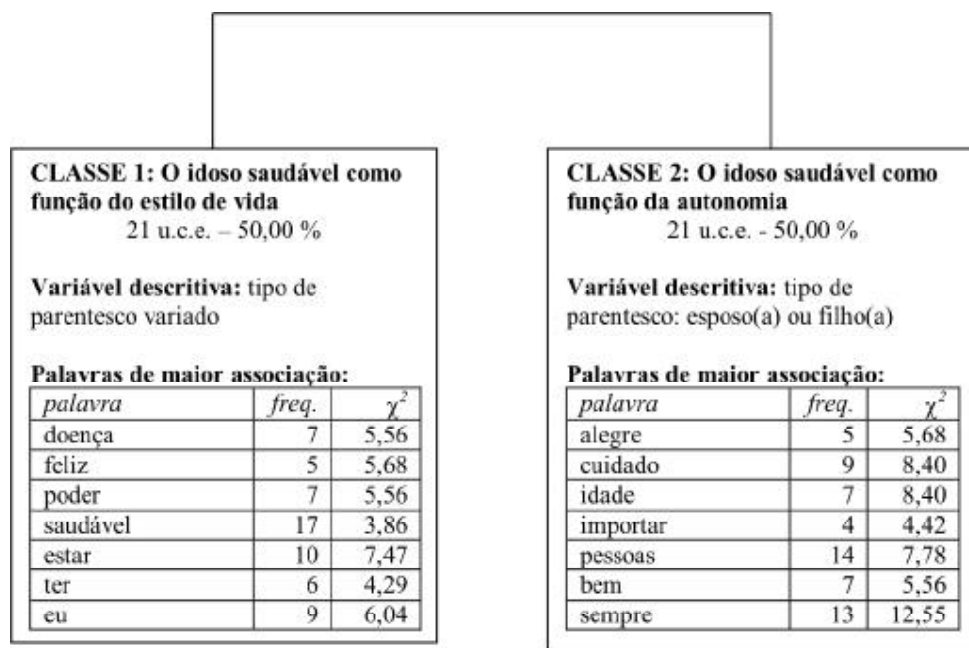 CLASSE 1: O idoso saudável como
função do estilo de vida
21 u.c.e. – 50,00 %
Variável descritiva: tipo de
parentesco variado
Palavras de maior associação:
palavra freq. χ²
doença 7 5,56
feliz 5 5,68
poder 7 5,56
saudável 17 3,86
estar 10 7,47
ter 6 4,29
eu 9 6,04
CLASSE 2: O idoso saudável como
função da autonomia
21 u.c.e. - 50,00 %
Variável descritiva: tipo de
parentesco: esposo(a) ou filho(a)
Palavras de maior associação:
palavra freq. χ²
alegre 5 5,68
cuidado 9 8,40
idade 7 8,40
importar 4 4,42
pessoas 14 7,78
bem 7 5,56
sempre 13 12,55